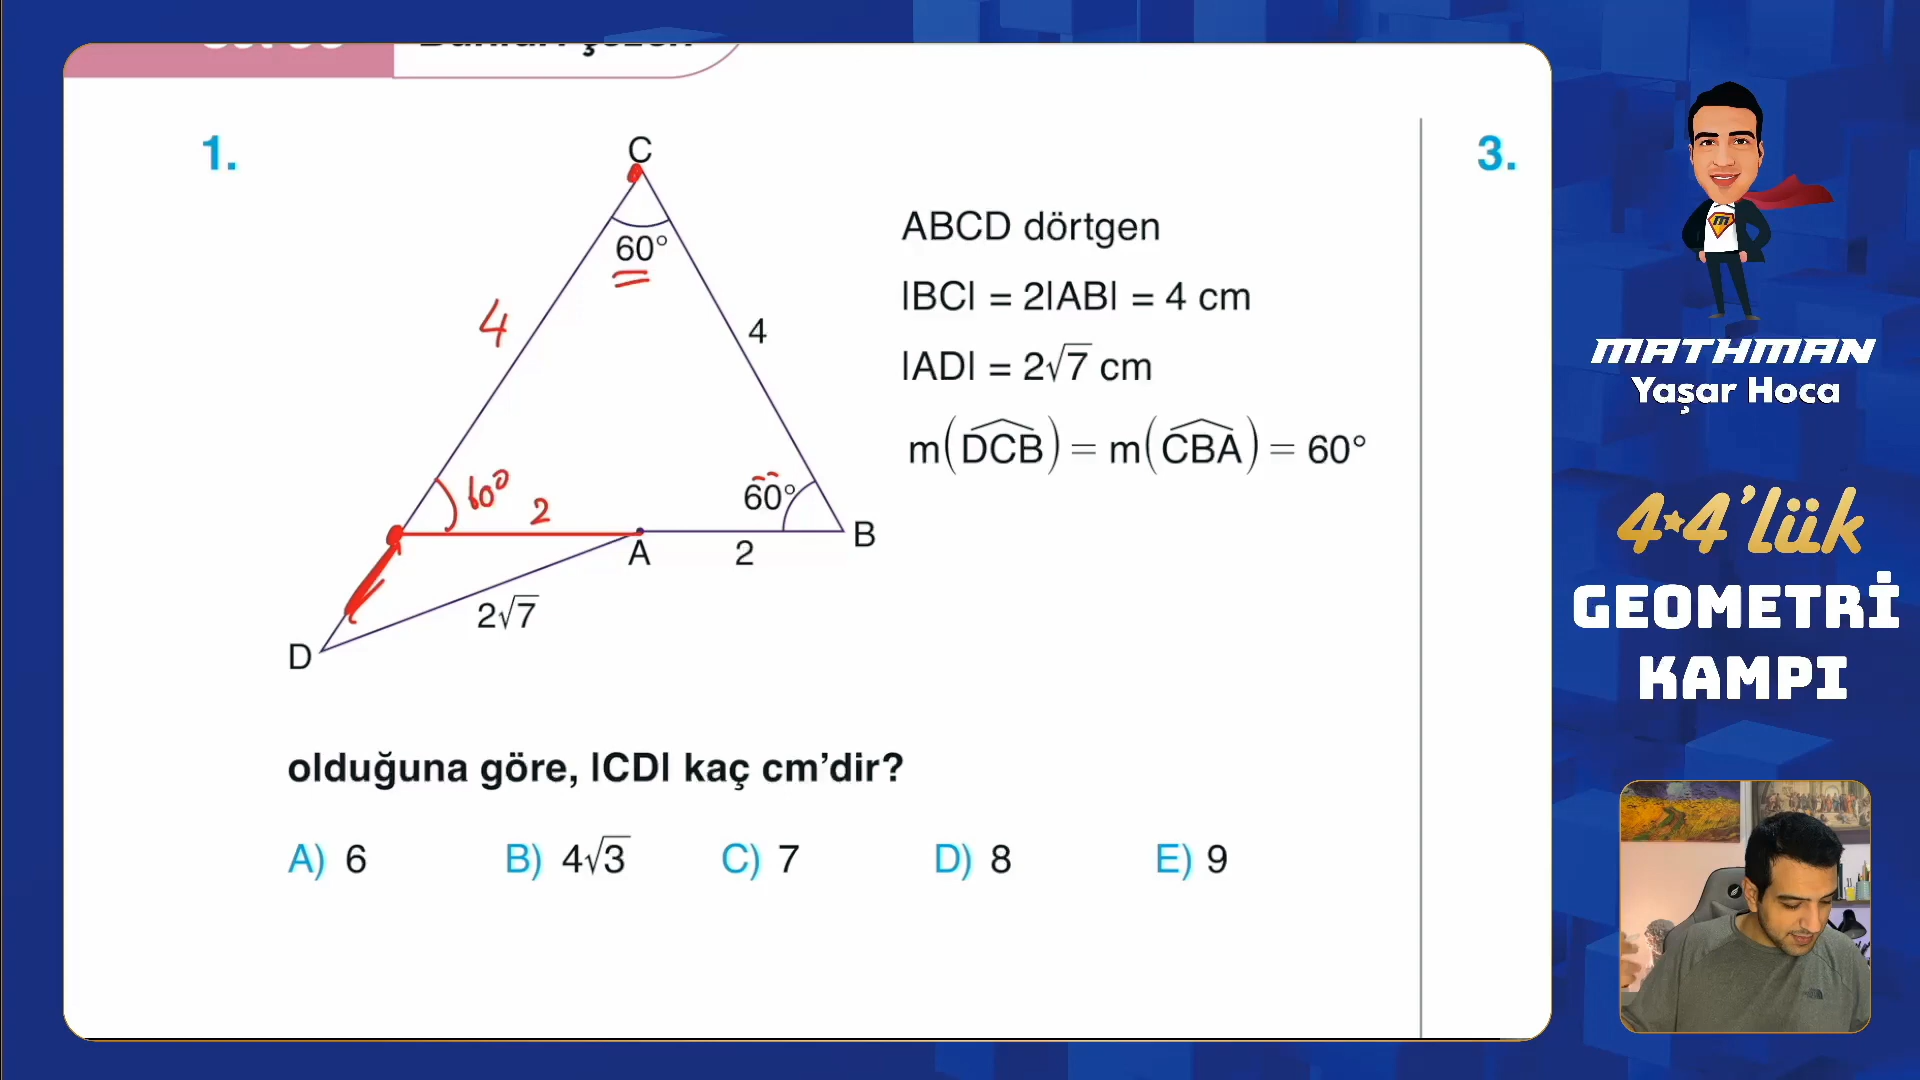 1.
C
60°
4
4
ABCD dörtgen
|BC| = 2|AB| = 4 cm
|AD| = 2√7 cm
m(DCB) = m(CBA) = 60°
60°
2
60°
A
2
B
2√7
D
olduğuna göre, |CD| kaç cm'dir?
A) 6
B) 4√3
C) 7
D) 8
E) 9
3.
m
MATHMAN
Yaşar Hoca
4★4'lük
GEOMETRİ
KAMPI